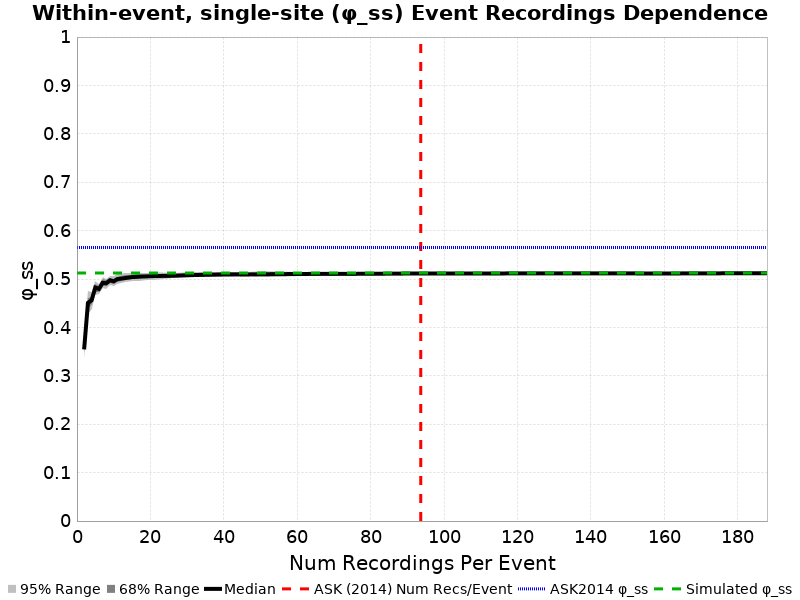 Within-event, single-site (φ_ss) Event Recordings Dependence
1
0.9
0.8
0.7
0.6
0.5
0.4
0.3
0.2
0.1
0
φ_ss
0 20 40 60 80 100 120 140 160 180
Num Recordings Per Event
95% Range 68% Range Median ASK (2014) Num Recs/Event ASK2014 φ_ss Simulated φ_ss